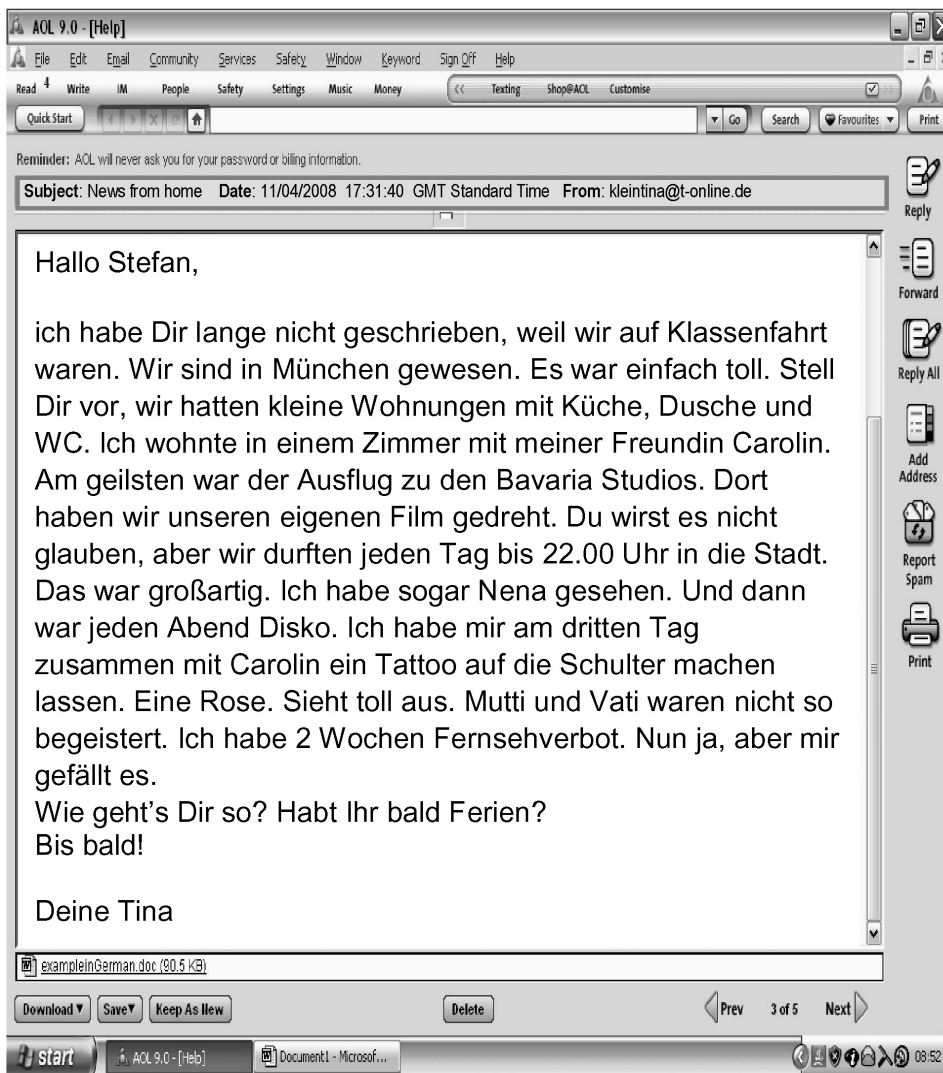 AOL 9.0 - [Help]
File Edit Email Community Services Safety Window Keyword Sign Off Help
Read 4 Write IM People Safety Settings Music Money << Texting Shop@AOL Customise >>
Quick Start Go Search Favourites Print
Reminder: AOL will never ask you for your password or billing information.
Subject: News from home Date: 11/04/2008 17:31:40 GMT Standard Time From: kleintina@t-online.de
Reply
Forward
Reply All
Add
Address
Report
Spam
Print
Hallo Stefan,
ich habe Dir lange nicht geschrieben, weil wir auf Klassenfahrt
waren. Wir sind in München gewesen. Es war einfach toll. Stell
Dir vor, wir hatten kleine Wohnungen mit Küche, Dusche und
WC. Ich wohnte in einem Zimmer mit meiner Freundin Carolin.
Am geilsten war der Ausflug zu den Bavaria Studios. Dort
haben wir unseren eigenen Film gedreht. Du wirst es nicht
glauben, aber wir durften jeden Tag bis 22.00 Uhr in die Stadt.
Das war großartig. Ich habe sogar Nena gesehen. Und dann
war jeden Abend Disko. Ich habe mir am dritten Tag
zusammen mit Carolin ein Tattoo auf die Schulter machen
lassen. Eine Rose. Sieht toll aus. Mutti und Vati waren nicht so
begeistert. Ich habe 2 Wochen Fernsehverbot. Nun ja, aber mir
gefällt es.
Wie geht's Dir so? Habt Ihr bald Ferien?
Bis bald!
Deine Tina
exampleinGerman.doc (90.5 KB)
Download Save Keep As New Delete Prev 3 of 5 Next
start AOL 9.0 - [Help] Document1 - Microsof... 08:52